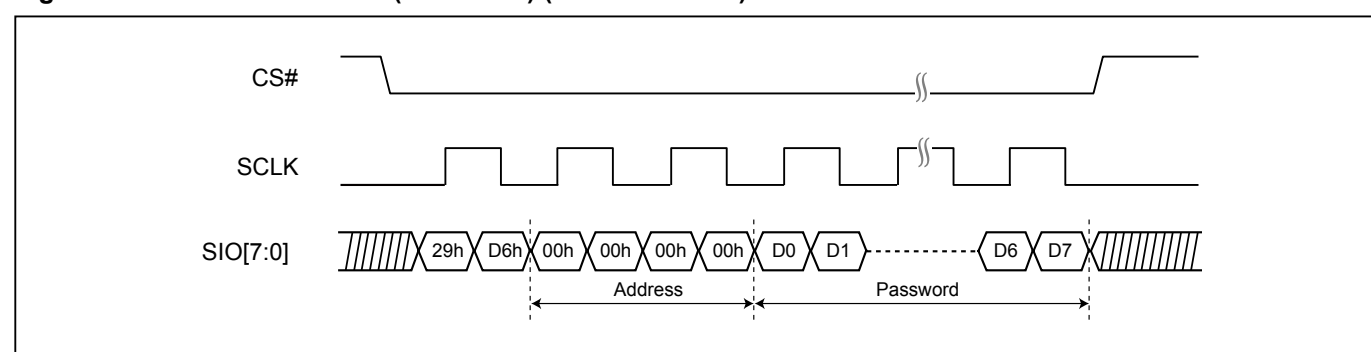 CS#
SCLK
SIO[7:0]
29h D6h 00h 00h 00h 00h D0 D1 D6 D7
Address Password